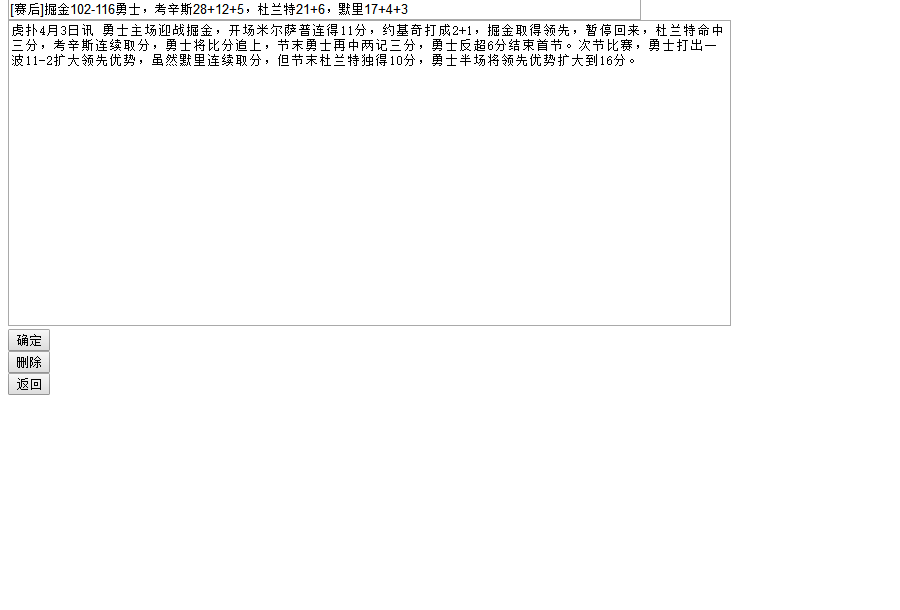 [赛后]掘金102-116勇士，考辛斯28+12+5，杜兰特21+6，默里17+4+3
虎扑4月3日讯 勇士主场迎战掘金，开场米尔萨普连得11分，约基奇打成2+1，掘金取得领先，暂停回来，杜兰特命中
三分，考辛斯连续取分，勇士将比分追上，节末勇士再中两记三分，勇士反超6分结束首节。次节比赛，勇士打出一
波11-2扩大领先优势，虽然默里连续取分，但节末杜兰特独得10分，勇士半场将领先优势扩大到16分。
确定
删除
返回